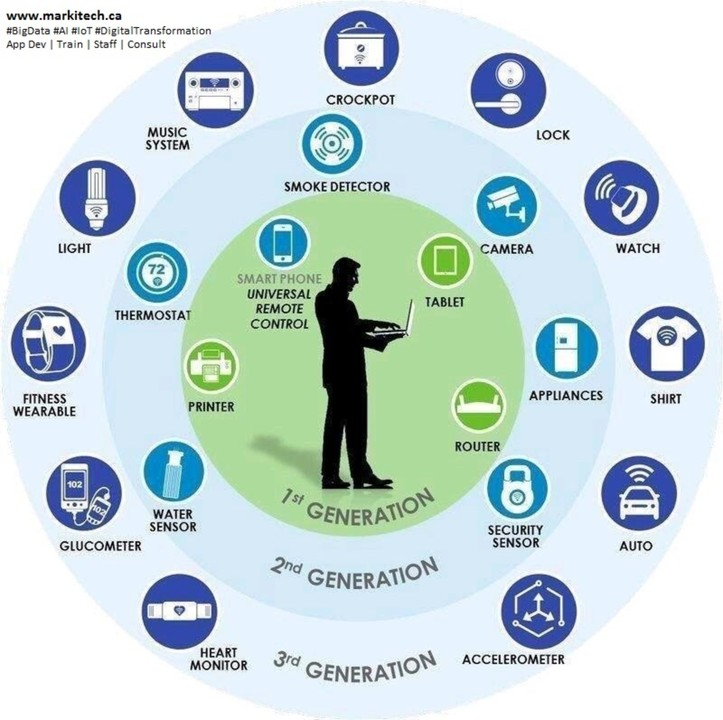 www.markitech.ca
#BigData #AI #IoT #DigitalTransformation
App Dev | Train | Staff | Consult
CROCKPOT
MUSIC
SYSTEM
LOCK
SMOKE DETECTOR
LIGHT
CAMERA
WATCH
72
THERMOSTAT
SMART PHONE
UNIVERSAL
REMOTE
CONTROL
TABLET
FITNESS
WEARABLE
PRINTER
APPLIANCES
SHIRT
ROUTER
102
102
GLUCOMETER
WATER
SENSOR
SECURITY
SENSOR
AUTO
1st GENERATION
2nd GENERATION
HEART
MONITOR
3rd GENERATION
ACCELEROMETER